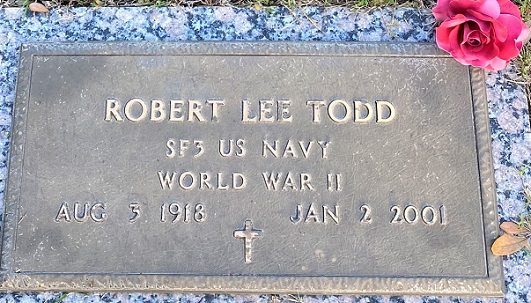 ROBERT LEE TODD
SF3 US NAVY
WORLD WAR II
AUG 3 1918 JAN 2 2001